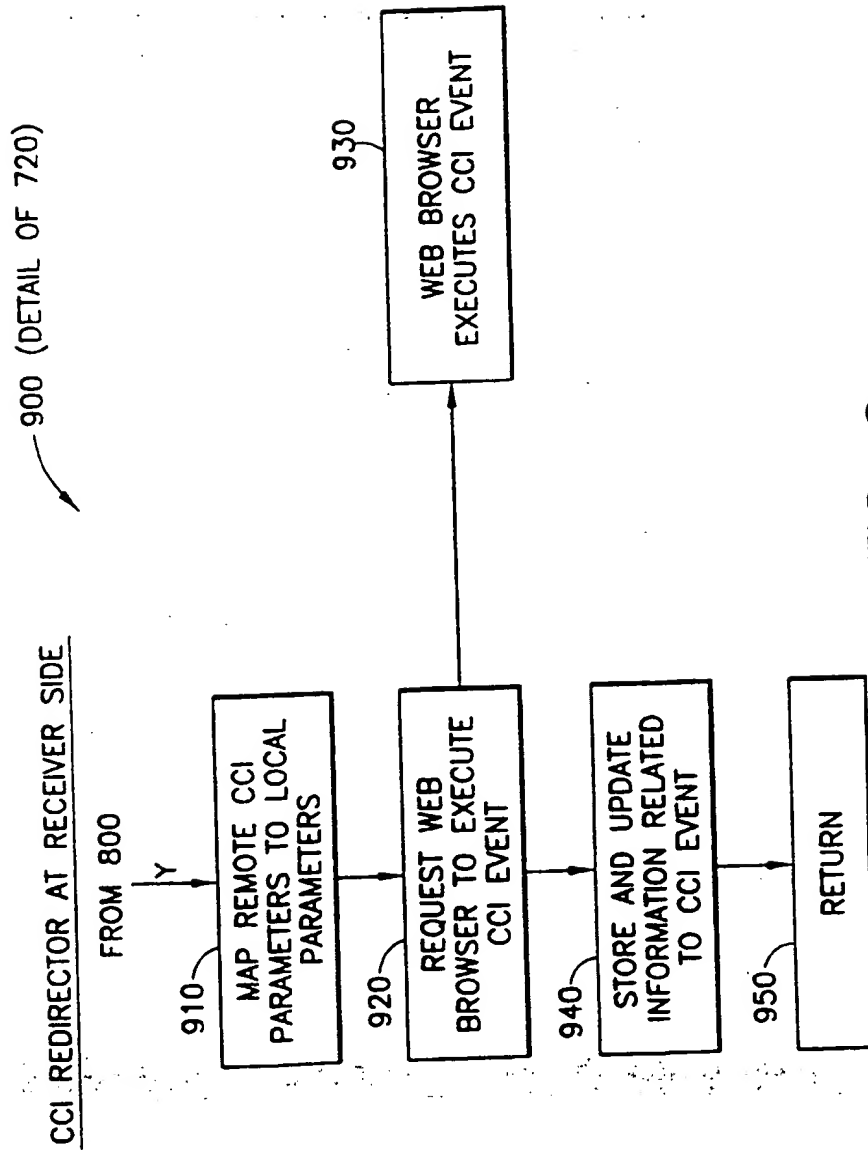 CCI REDIRECTOR AT RECEIVER SIDE
900 (DETAIL OF 720)
FROM 800
Y
910
MAP REMOTE CCI
PARAMETERS TO LOCAL
PARAMETERS
920
REQUEST WEB
BROWSER TO EXECUTE
CCI EVENT
930
WEB BROWSER
EXECUTES CCI EVENT
940
STORE AND UPDATE
INFORMATION RELATED
TO CCI EVENT
950
RETURN